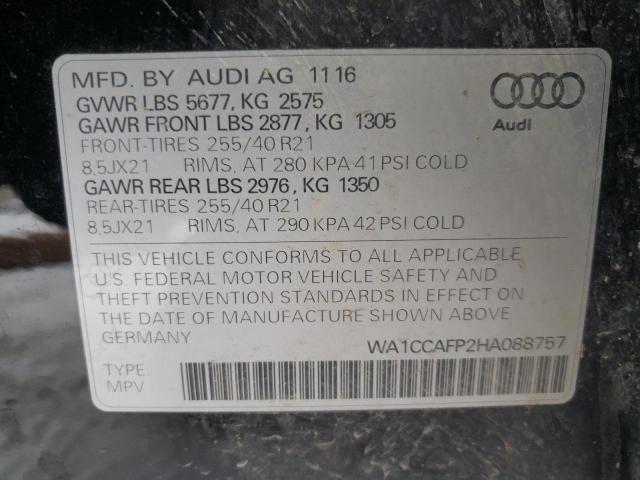 MFD. BY AUDI AG 11 16
GVWR LBS 5677, KG 2575
GAWR FRONT LBS 2877, KG 1305
FRONT-TIRES 255/40 R21
8,5JX21 RIMS, AT 280 KPA-41 PSI COLD
GAWR REAR LBS 2976, KG 1350
REAR-TIRES 255/40 R21
8,5JX21 RIMS, AT 290 KPA 42 PSI COLD
Audi
THIS VEHICLE CONFORMS TO ALL APPLICABLE
U.S. FEDERAL MOTOR VEHICLE SAFETY AND
THEFT PREVENTION STANDARDS IN EFFECT ON
THE DATE OF MANUFACTURE SHOWN ABOVE.
GERMANY
WA1CCAFP2HA088757
TYPE
MPV